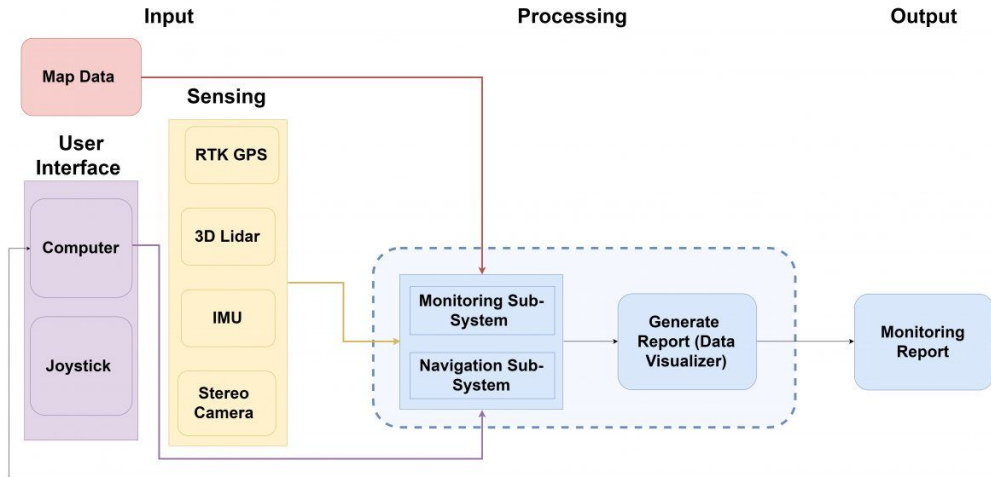 Input
Processing
Output
Map Data
Sensing
User
Interface
RTK GPS
Computer
3D Lidar
Joystick
IMU
Stereo
Camera
Monitoring Sub-
System
Navigation Sub-
System
Generate
Report (Data
Visualizer)
Monitoring
Report